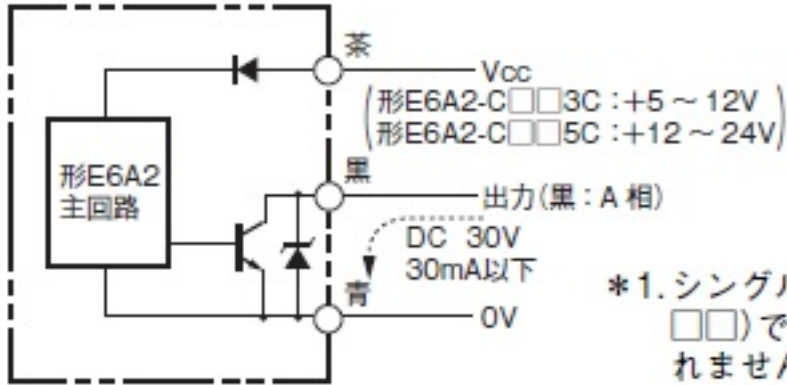 茶
Vcc
(形E6A2-C□□3C:+5～12V
形E6A2-C□□5C:+12～24V)
形E6A2
主回路
黒
出力(黒:A相)
DC 30V
30mA以下
青
0V
*1.シングル
□□)で
れません